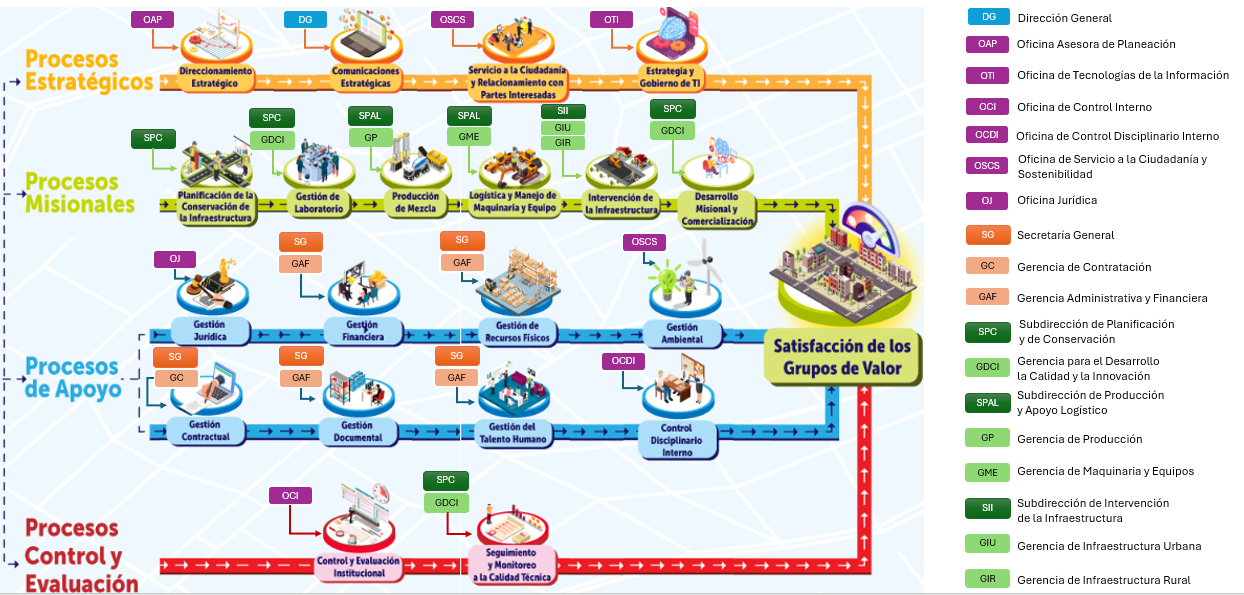 Procesos
Estratégicos
OAP
DG
OSCS
OTI
Direccionamiento
Estratégico
Comunicaciones
Estratégicas
Servicio a la Ciudadanía
y Relacionamiento con
Partes Interesadas
Estrategia y
Gobierno de TI
Procesos
Misionales
SPC
SPC
GDCI
SPAL
GP
SPAL
GME
SII
GIU
GIR
SPC
GDCI
Planificación de la
Conservación de
la Infraestructura
Gestión de
Laboratorio
Producción
de Mezcla
Logística y Manejo de
Maquinaria y Equipo
Intervención de
la Infraestructura
Desarrollo
Misional y
Comercialización
Procesos
de Apoyo
OJ
SG
GAF
SG
GAF
OSCS
Gestión
Jurídica
Gestión
Financiera
Gestión de
Recursos Físicos
Gestión
Ambiental
SG
GC
SG
GAF
SG
GAF
OCDI
Gestión
Contractual
Gestión
Documental
Gestión del
Talento Humano
Control
Disciplinario
Interno
Satisfacción de los
Grupos de Valor
Procesos
Control y
Evaluación
OCI
SPC
GDCI
Control y Evaluación
Institucional
Seguimiento
y Monitoreo
a la Calidad Técnica
DG Dirección General
OAP Oficina Asesora de Planeación
OTI Oficina de Tecnologías de la Información
OCI Oficina de Control Interno
OCDI Oficina de Control Disciplinario Interno
OSCS Oficina de Servicio a la Ciudadanía y
Sostenibilidad
OJ Oficina Jurídica
SG Secretaría General
GC Gerencia de Contratación
GAF Gerencia Administrativa y Financiera
SPC Subdirección de Planificación
y de Conservación
GDCI Gerencia para el Desarrollo
la Calidad y la Innovación
SPAL Subdirección de Producción
y Apoyo Logístico
GP Gerencia de Producción
GME Gerencia de Maquinaria y Equipos
SII Subdirección de Intervención
de la Infraestructura
GIU Gerencia de Infraestructura Urbana
GIR Gerencia de Infraestructura Rural